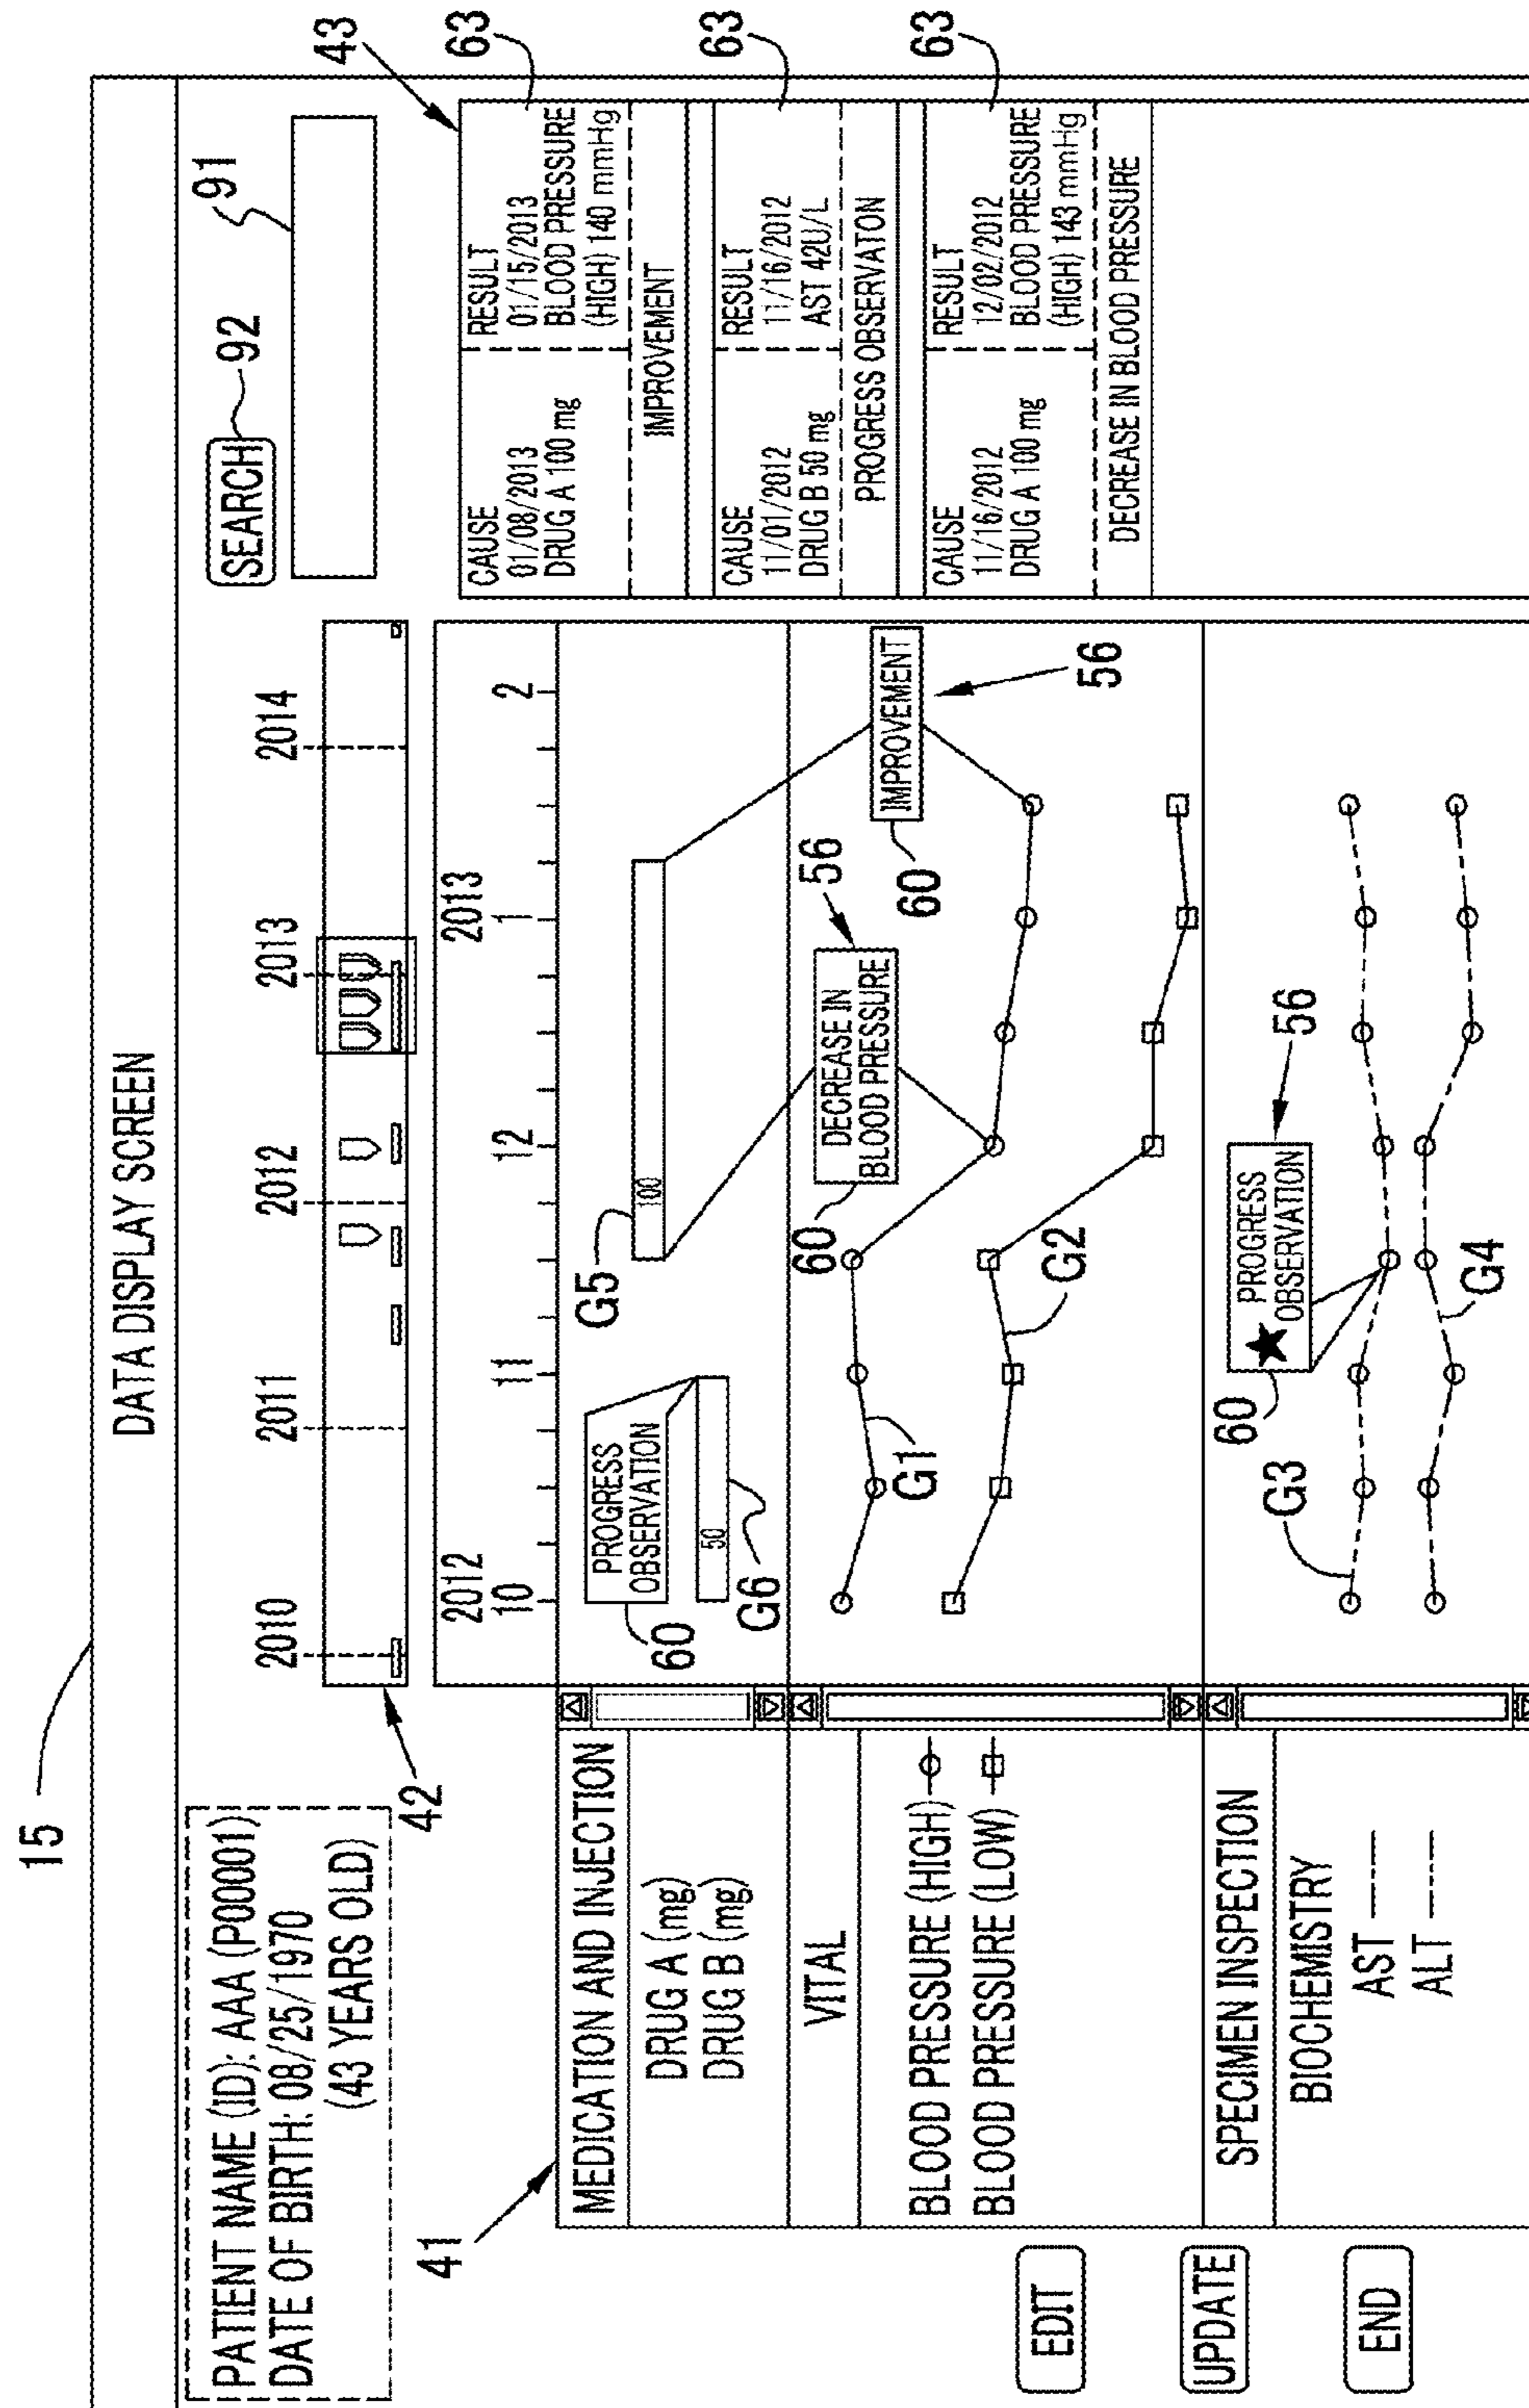 15
DATA DISPLAY SCREEN
PATIENT NAME (ID): AAA (P00001)
DATE OF BIRTH: 08/25/1970
(43 YEARS OLD)
42
2010
2011
2012
2013
2014
SEARCH
92
91
41
43
2012
2013
10
11
12
1
2
MEDICATION AND INJECTION
DRUG A (mg)
DRUG B (mg)
PROGRESS
OBSERVATION
60
50
G6
G5
100
VITAL
BLOOD PRESSURE (HIGH)
BLOOD PRESSURE (LOW)
G1
G2
60
DECREASE IN
BLOOD PRESSURE
56
60
IMPROVEMENT
56
SPECIMEN INSPECTION
BIOCHEMISTRY
AST
ALT
G3
G4
60
★ PROGRESS
OBSERVATION
56
CAUSE
01/08/2013
DRUG A 100 mg
RESULT
01/15/2013
BLOOD PRESSURE
(HIGH) 140 mmHg
IMPROVEMENT
63
CAUSE
11/01/2012
DRUG B 50 mg
RESULT
11/16/2012
AST 42U/L
PROGRESS OBSERVATON
63
CAUSE
11/16/2012
DRUG A 100 mg
RESULT
12/02/2012
BLOOD PRESSURE
(HIGH) 143 mmHg
DECREASE IN BLOOD PRESSURE
63
EDIT
UPDATE
END